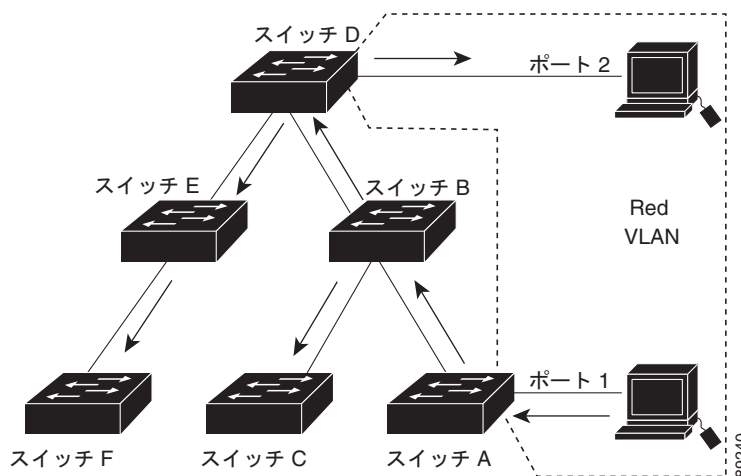 スイッチ D
ポート 2
スイッチ E
スイッチ B
Red
VLAN
ポート 1
スイッチ F
スイッチ C
スイッチ A